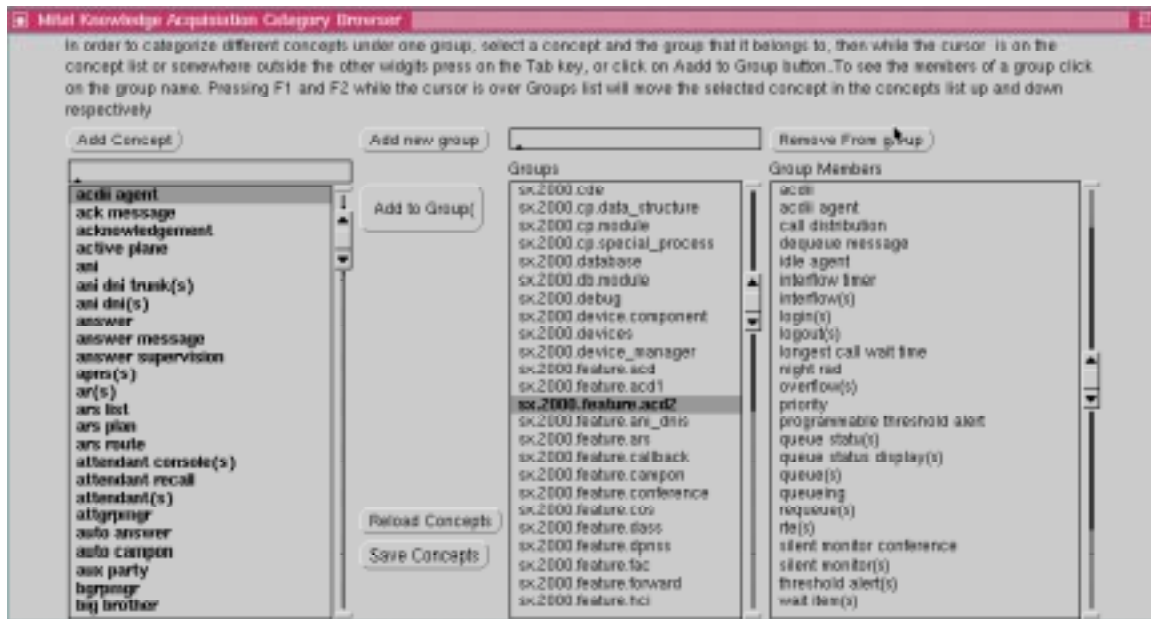 Mitel Knowledge Acquisition Category Browser
In order to categorize different concepts under one group, select a concept and the group that it belongs to, then while the cursor is on the
concept list or somewhere outside the other widgits press on the Tab key, or click on Aadd to Group button..To see the members of a group click
on the group name. Pressing F1 and F2 while the cursor is over Groups list will move the selected concept in the concepts list up and down
respectively
Add Concept
Add new group
Remove From group
Groups
Group Members
Add to Group(
Reload Concepts
Save Concepts
acdii agent
ack message
acknowledgement
active plane
ani
ani dni trunk(s)
ani dni(s)
answer
answer message
answer supervision
apns(s)
ar(s)
ars list
ars plan
ars route
attendant console(s)
attendant recall
attendant(s)
attgrpmgr
auto answer
auto campon
aux party
bgrpmgr
big brother
sx.2000.cde
sx.2000.cp.data_structure
sx.2000.cp.module
sx.2000.cp.special_process
sx.2000.database
sx.2000.db.module
sx.2000.debug
sx.2000.device.component
sx.2000.devices
sx.2000.device_manager
sx.2000.feature.acd
sx.2000.feature.acd1
sx.2000.feature.acd2
sx.2000.feature.ani_dnis
sx.2000.feature.ars
sx.2000.feature.callback
sx.2000.feature.campon
sx.2000.feature.conference
sx.2000.feature.cos
sx.2000.feature.dass
sx.2000.feature.dpnss
sx.2000.feature.fac
sx.2000.feature.forward
sx.2000.feature.hci
acdii
acdii agent
call distribution
dequeue message
idle agent
interflow timer
interflow(s)
login(s)
logout(s)
longest call wait time
night rad
overflow(s)
priority
programmable threshold alert
queue statu(s)
queue status display(s)
queue(s)
queueing
requeue(s)
rte(s)
silent monitor conference
silent monitor(s)
threshold alert(s)
wait item(s)